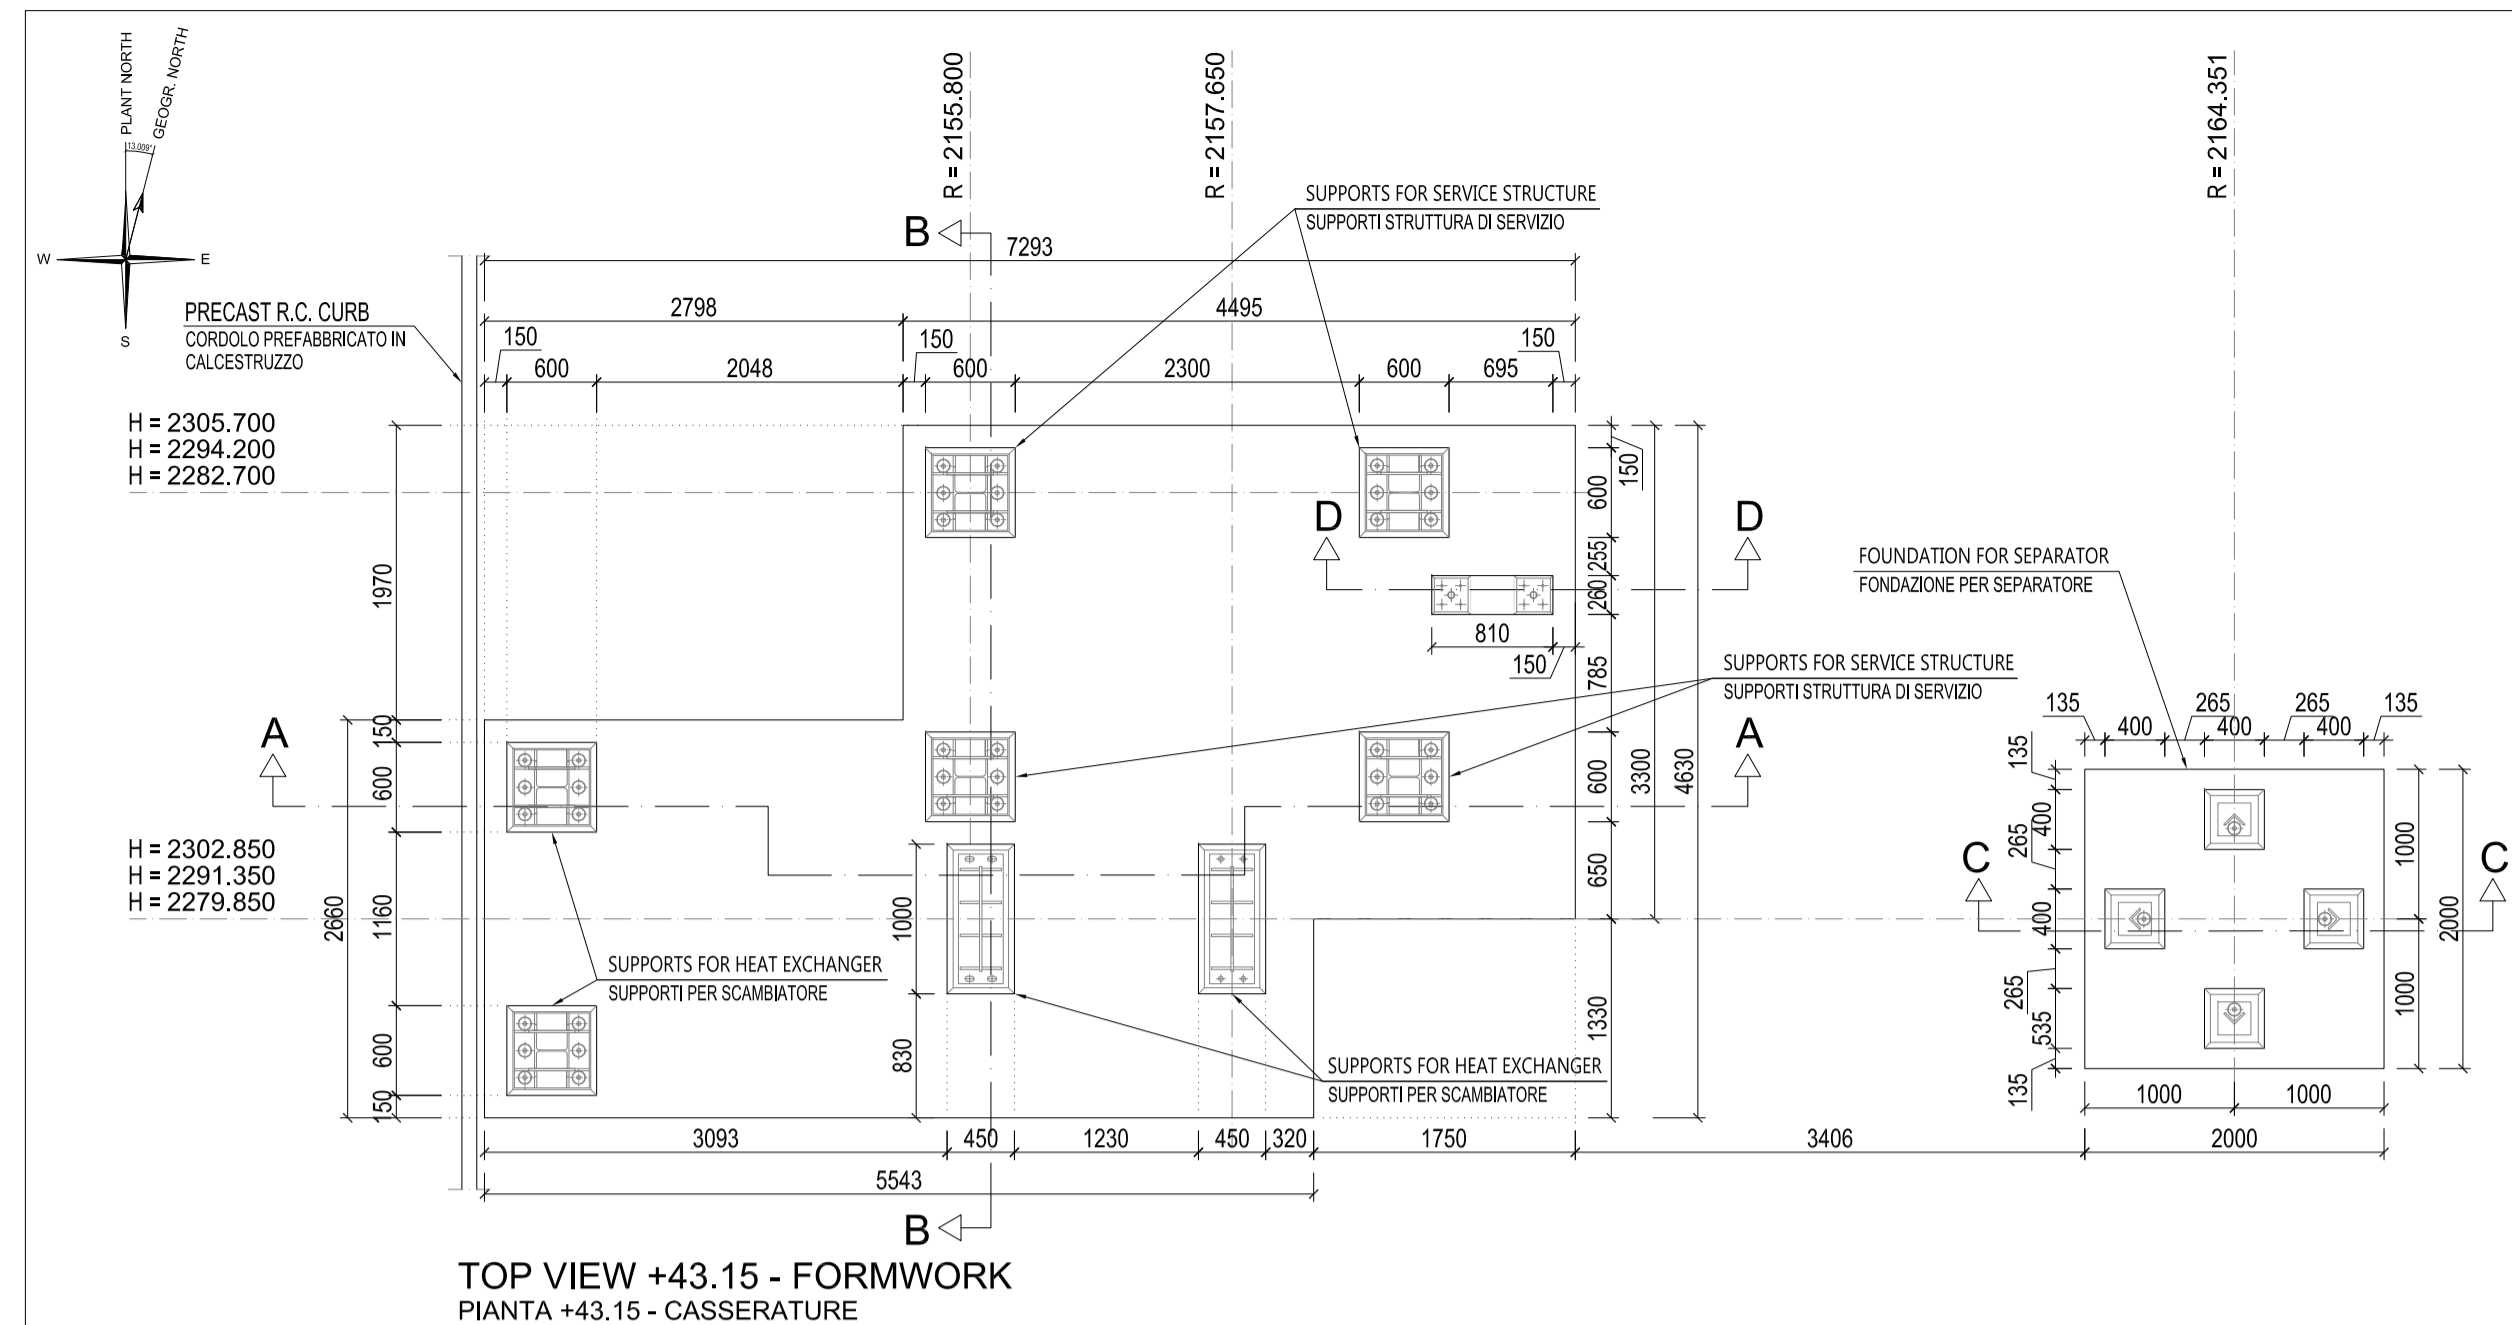 PLANT NORTH
GEOGR. NORTH
13.009°
W
E
S
R = 2155.800
R = 2157.650
R = 2164.351
SUPPORTS FOR SERVICE STRUCTURE
SUPPORTI STRUTTURA DI SERVIZIO
B
7293
PRECAST R.C. CURB
CORDOLO PREFABBRICATO IN
CALCESTRUZZO
2798
4495
150
150
150
600
2048
600
2300
600
695
H = 2305.700
H = 2294.200
H = 2282.700
150
600
D
D
255
260
FOUNDATION FOR SEPARATOR
FONDAZIONE PER SEPARATORE
1970
810
150
785
SUPPORTS FOR SERVICE STRUCTURE
SUPPORTI STRUTTURA DI SERVIZIO
135
265
265
135
400
400
400
A
A
150
600
600
3300
4630
135
400
265
1000
H = 2302.850
H = 2291.350
H = 2279.850
650
C
C
2660
1160
1000
400
2000
SUPPORTS FOR HEAT EXCHANGER
SUPPORTI PER SCAMBIATORE
265
1000
600
830
1330
535
SUPPORTS FOR HEAT EXCHANGER
SUPPORTI PER SCAMBIATORE
150
135
1000
1000
3093
450
1230
450
320
1750
3406
2000
5543
B
TOP VIEW +43.15 - FORMWORK
PIANTA +43.15 - CASSERATURE